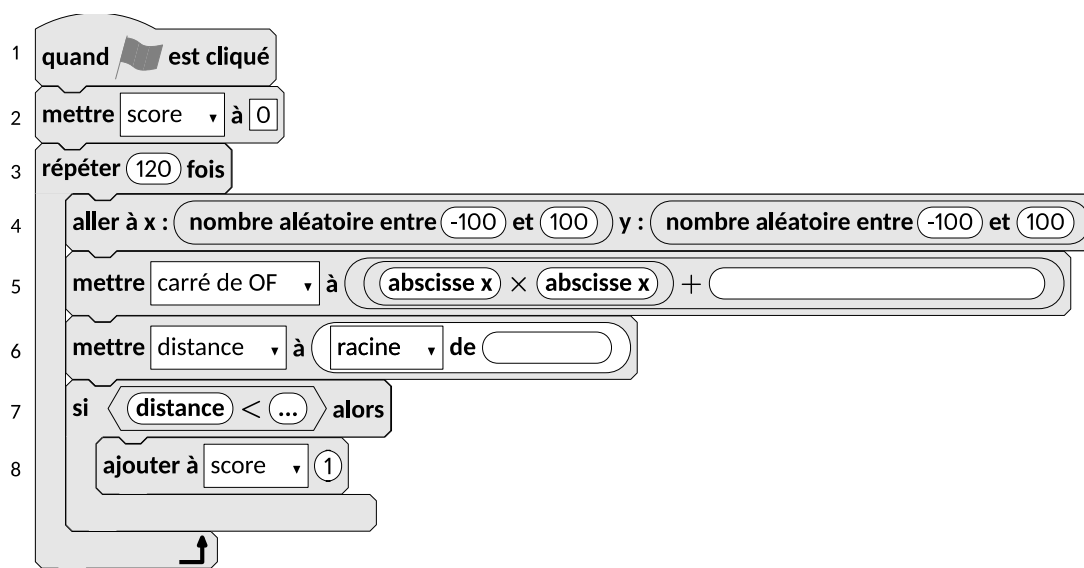 1 quand est cliqué
2 mettre score ▾ à 0
3 répéter 120 fois
4 aller à x : nombre aléatoire entre -100 et 100 y : nombre aléatoire entre -100 et 100
5 mettre carré de OF ▾ à abscisse x × abscisse x +
6 mettre distance ▾ à racine ▾ de
7 si distance < ... alors
8 ajouter à score ▾ 1